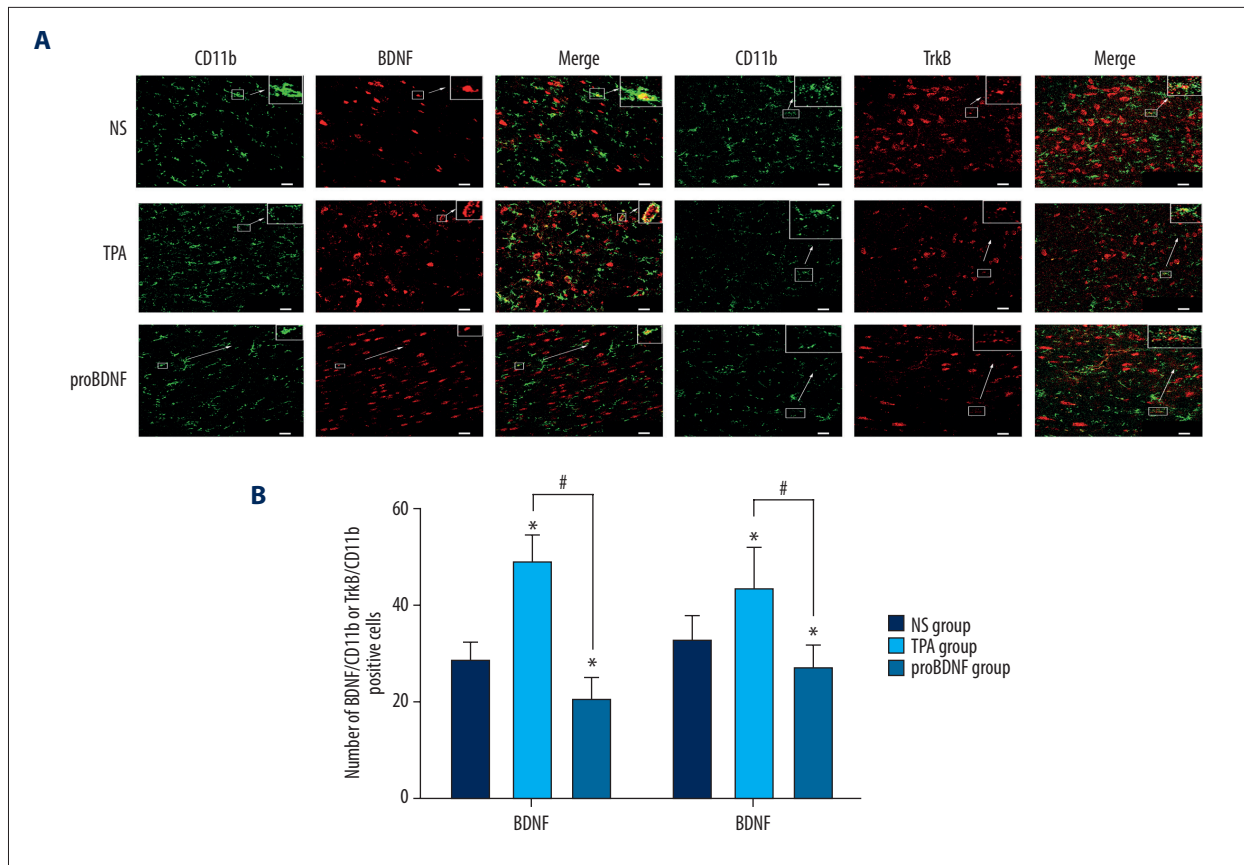 A
CD11b BDNF Merge CD11b TrkB Merge
NS
TPA
proBDNF
B
Number of BDNF/CD11b or TrkB/CD11b
positive cells
60
40
20
0
# #
* * * *
BDNF BDNF
NS group
TPA group
proBDNF group